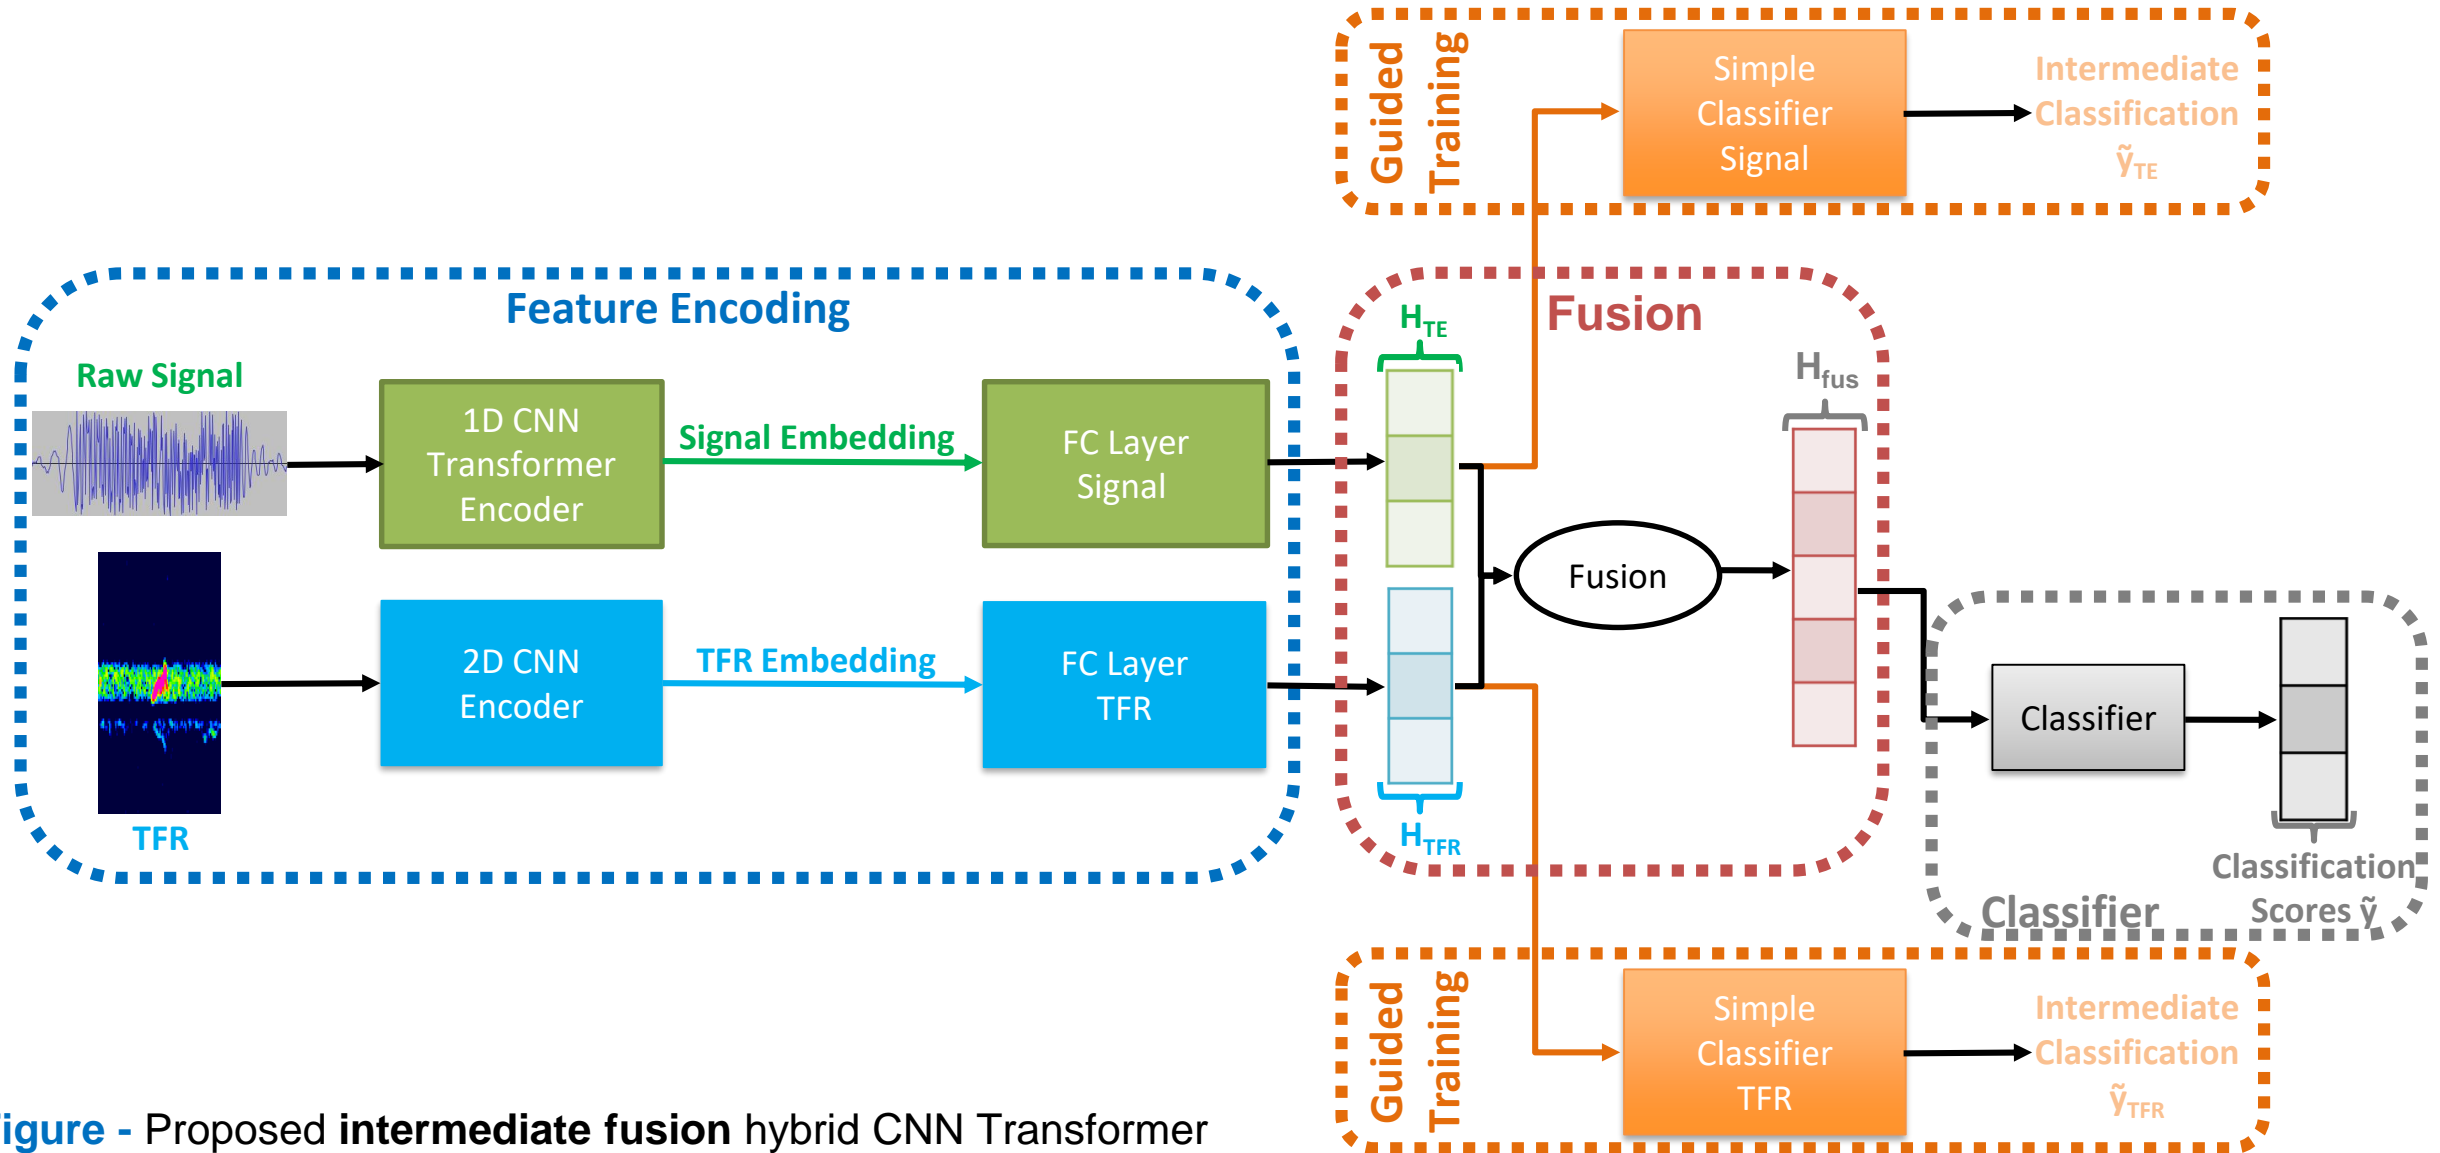 Guided
Training
Simple
Classifier
Signal
Intermediate
Classification
ỹTE
Feature Encoding
Raw Signal
1D CNN
Transformer
Encoder
Signal Embedding
FC Layer
Signal
TFR
2D CNN
Encoder
TFR Embedding
FC Layer
TFR
Fusion
HTE
HTFR
Fusion
Hfus
Classifier
Classification
Scores ỹ
Classifier
Guided
Training
Simple
Classifier
TFR
Intermediate
Classification
ỹTFR
igure - Proposed intermediate fusion hybrid CNN Transformer